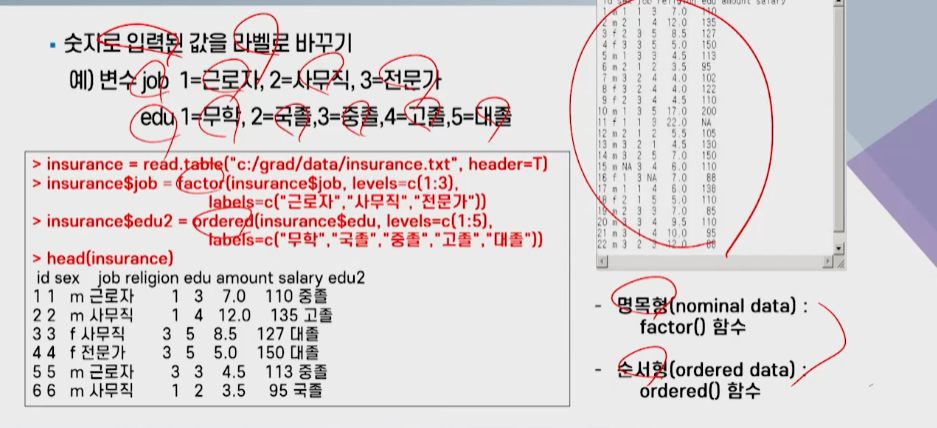 ▪ 숫자로 입력된 값을 라벨로 바꾸기
예) 변수 job 1=근로자, 2=사무직, 3=전문가
edu 1=무학, 2=국졸,3=중졸,4=고졸,5=대졸
> insurance = read.table("c:/grad/data/insurance.txt", header=T)
> insurance$job = factor(insurance$job, levels=c(1:3),
labels=c("근로자","사무직","전문가"))
> insurance$edu2 = ordered(insurance$edu, levels=c(1:5),
labels=c("무학","국졸","중졸","고졸","대졸"))
> head(insurance)
id sex job religion edu amount salary edu2
1 1 m 근로자 1 3 7.0 110 중졸
2 2 m 사무직 1 4 12.0 135 고졸
3 3 f 사무직 3 5 8.5 127 대졸
4 4 f 전문가 3 5 5.0 150 대졸
5 5 m 근로자 3 3 4.5 113 중졸
6 6 m 사무직 1 2 3.5 95 국졸
id sex job religion edu amount salary
1 m 1 1 3 7.0 110
2 m 2 1 4 12.0 135
3 f 2 3 5 8.5 127
4 f 3 3 5 5.0 150
5 m 1 3 3 4.5 113
6 m 2 1 2 3.5 95
7 m 3 2 4 4.0 102
8 f 3 2 4 4.0 122
9 f 2 3 4 4.5 110
10 m 1 3 5 17.0 200
11 f 1 1 3 22.0 NA
12 m 2 1 2 5.5 105
13 m 3 2 1 4.5 130
14 m 3 2 5 7.0 150
15 m NA 3 4 6.0 110
16 f 1 3 NA 7.0 88
17 m 1 1 4 6.0 138
18 f 2 1 5 5.0 110
19 m 2 3 3 7.0 85
20 m 3 3 4 9.5 110
21 m 3 1 4 10.0 95
22 m 3 2 3 12.0 88
- 명목형(nominal data) :
factor() 함수
- 순서형(ordered data) :
ordered() 함수